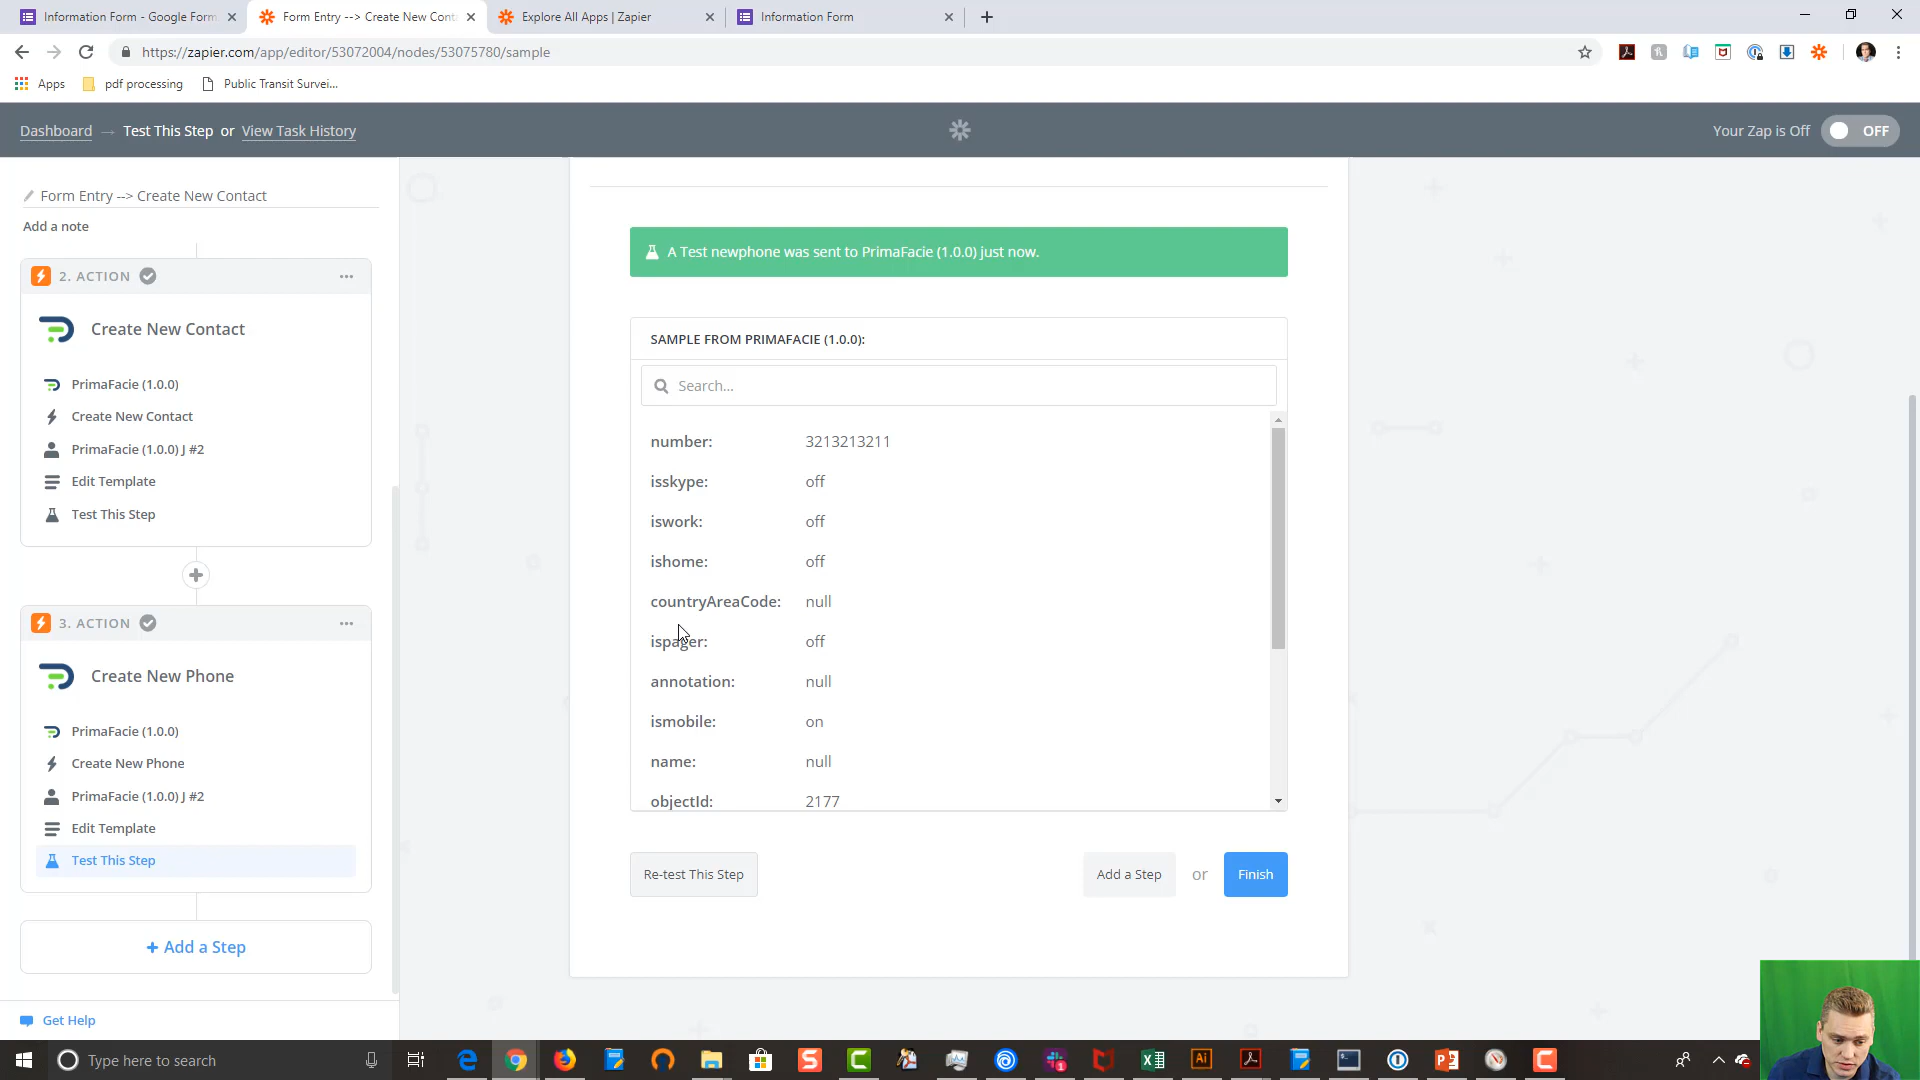 Information Form - Google Form
Form Entry --> Create New Conta
Explore All Apps | Zapier
Information Form
https://zapier.com/app/editor/53072004/nodes/53075780/sample
Apps
pdf processing
Public Transit Survei...
Dashboard → Test This Step or View Task History
Your Zap is Off
OFF
Form Entry --> Create New Contact
Add a note
2. ACTION
Create New Contact
PrimaFacie (1.0.0)
Create New Contact
PrimaFacie (1.0.0) J #2
Edit Template
Test This Step
3. ACTION
Create New Phone
PrimaFacie (1.0.0)
Create New Phone
PrimaFacie (1.0.0) J #2
Edit Template
Test This Step
+ Add a Step
Get Help
A Test newphone was sent to PrimaFacie (1.0.0) just now.
SAMPLE FROM PRIMAFACIE (1.0.0):
Search...
number: 3213213211
isskype: off
iswork: off
ishome: off
countryAreaCode: null
ispager: off
annotation: null
ismobile: on
name: null
objectId: 2177
Re-test This Step
Add a Step
or
Finish
Type here to search